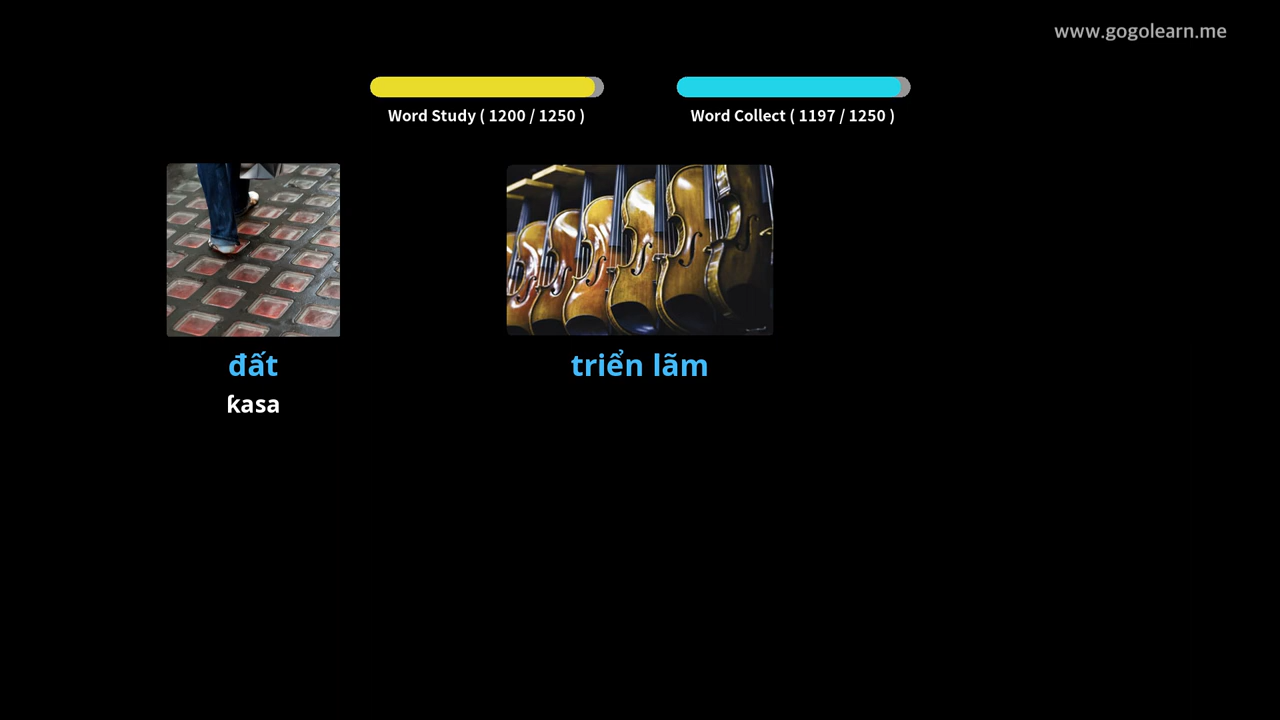 www.gogolearn.me
Word Study ( 1200 / 1250 )
Word Collect ( 1197 / 1250 )
đất
triển lãm
ƙasa